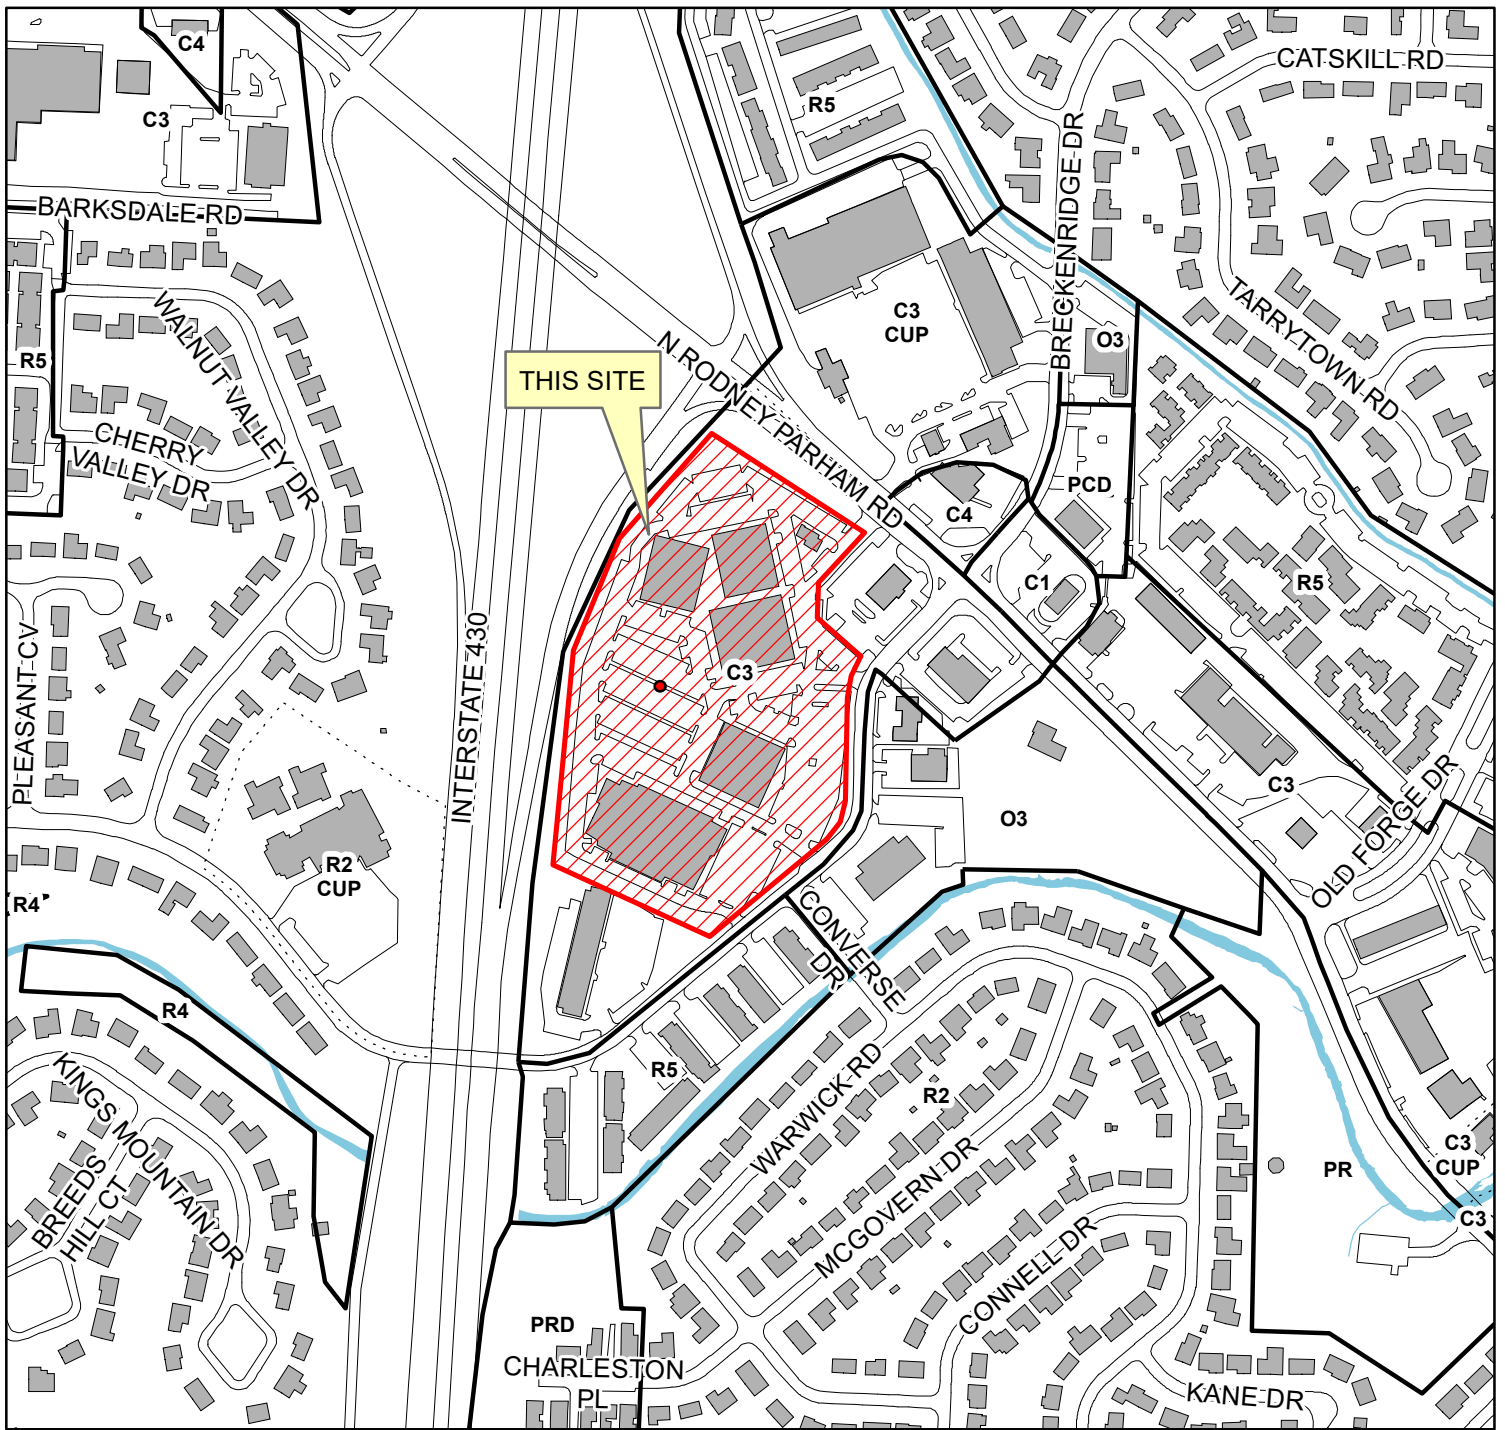 C4
CATSKILL RD
R5
C3
BRECKENRIDGE DR
BARKSDALE RD
WALNUT VALLEY DR
TARRYTOWN RD
C3
CUP
O3
R5
N RODNEY PARHAM RD
THIS SITE
CHERRY
VALLEY DR
PCD
C4
C1
R5
PLEASANT CV
INTERSTATE 430
C3
C3
O3
OLD FORGE DR
R2
CUP
R4
CONVERSE
DR
R4
R5
WARWICK RD
R2
KINGS MOUNTAIN DR
BREEDS
HILL CT
MCGOVERN DR
CONNELL DR
PR
C3
CUP
C3
PRD
CHARLESTON
PL
KANE DR